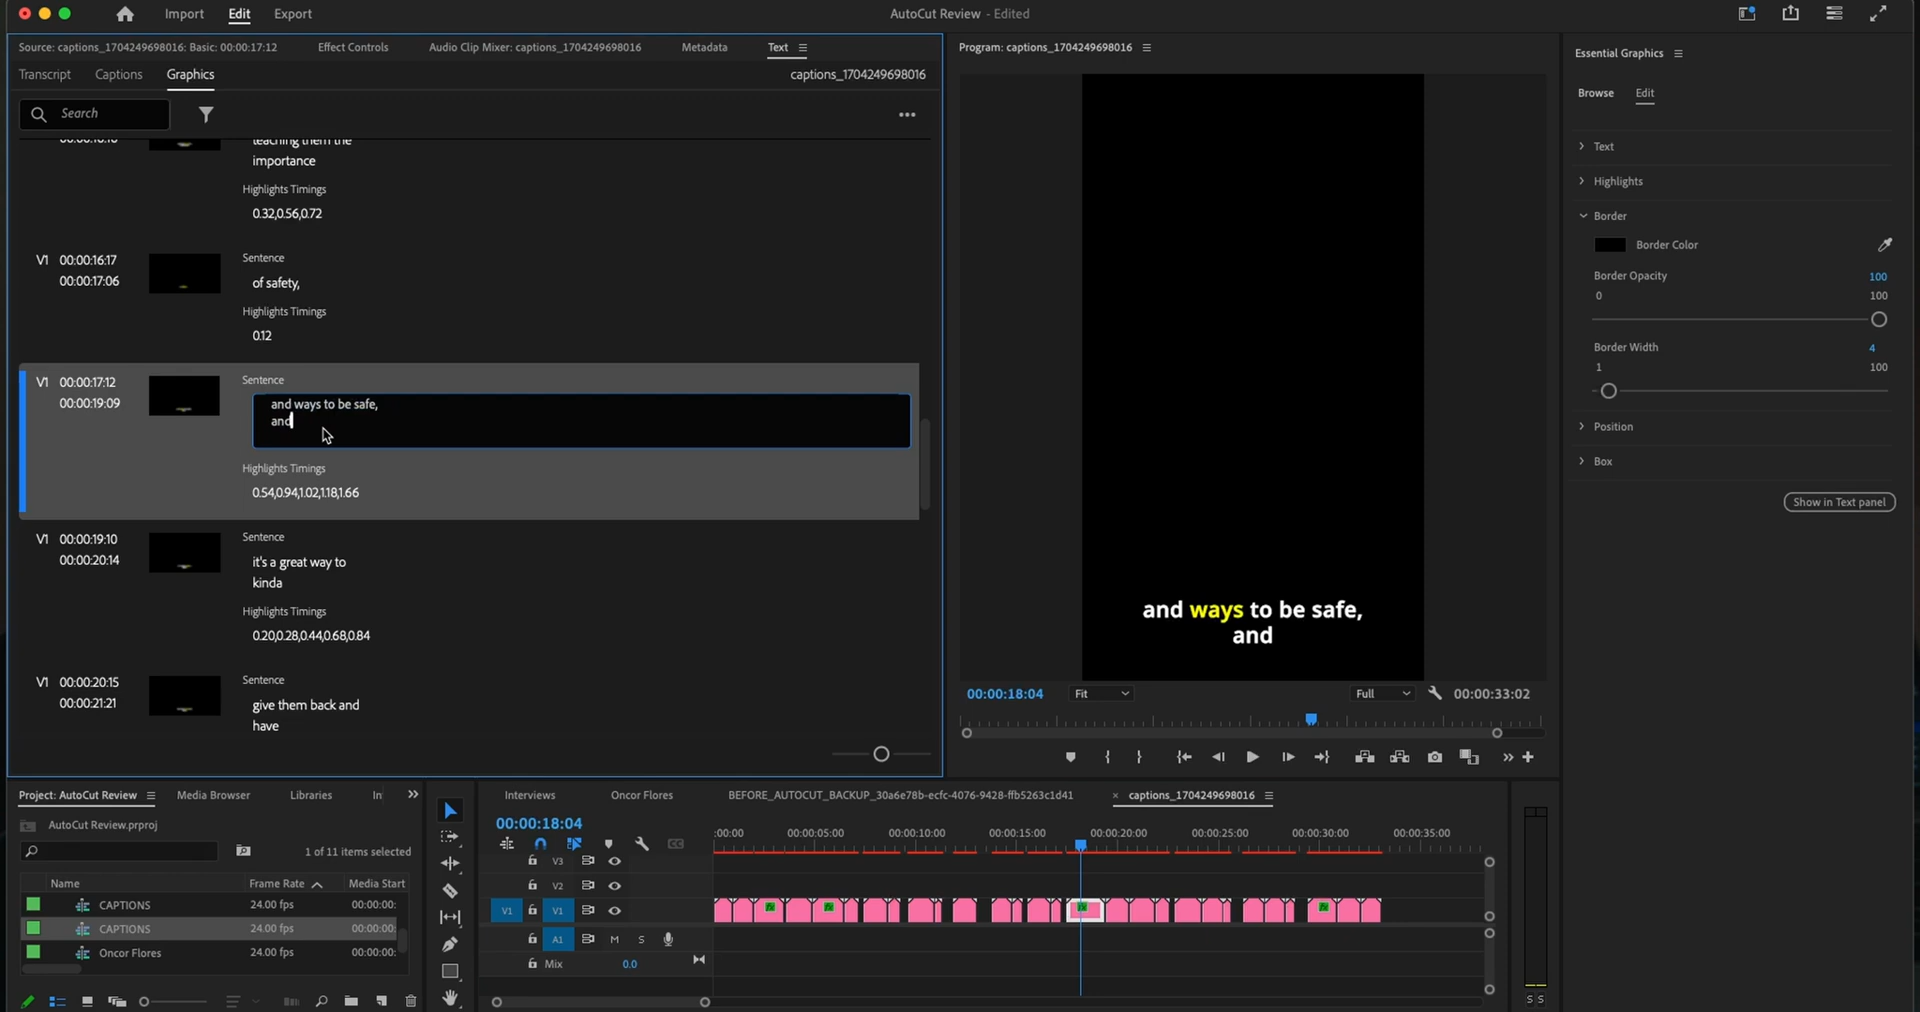 Import Edit Export AutoCut Review - Edited
Source: captions_1704249698016: Basic: 00:00:17:12 Effect Controls Audio Clip Mixer: captions_1704249698016 Metadata Text
Transcript Captions Graphics captions_1704249698016
Search
teaching them the
importance
Highlights Timings
0.32,0.56,0.72
V1 00:00:16:17
00:00:17:06
Sentence
of safety,
Highlights Timings
0.12
V1 00:00:17:12
00:00:19:09
Sentence
and ways to be safe,
and
Highlights Timings
0.54,0.94,1.02,1.18,1.66
V1 00:00:19:10
00:00:20:14
Sentence
it's a great way to
kinda
Highlights Timings
0.20,0.28,0.44,0.68,0.84
V1 00:00:20:15
00:00:21:21
Sentence
give them back and
have
Program: captions_1704249698016
and ways to be safe,
and
00:00:18:04 Fit Full 00:00:33:02
Essential Graphics
Browse Edit
Text
Highlights
Border
Border Color
Border Opacity 100
0 100
Border Width 4
1 100
Position
Box
Show in Text panel
Project: AutoCut Review Media Browser Libraries In
AutoCut Review.prproj
1 of 11 items selected
Name Frame Rate Media Start
CAPTIONS 24.00 fps 00:00:00:
CAPTIONS 24.00 fps 00:00:00:
Oncor Flores 24.00 fps 00:00:00:
Interviews Oncor Flores BEFORE_AUTOCUT_BACKUP_30a6e78b-ecfc-4076-9428-ffb5263c1d41 × captions_1704249698016
00:00:18:04
:00:00 00:00:05:00 00:00:10:00 00:00:15:00 00:00:20:00 00:00:25:00 00:00:30:00 00:00:35:00
V3
V2
V1 V1
A1 M S
Mix 0.0
S S